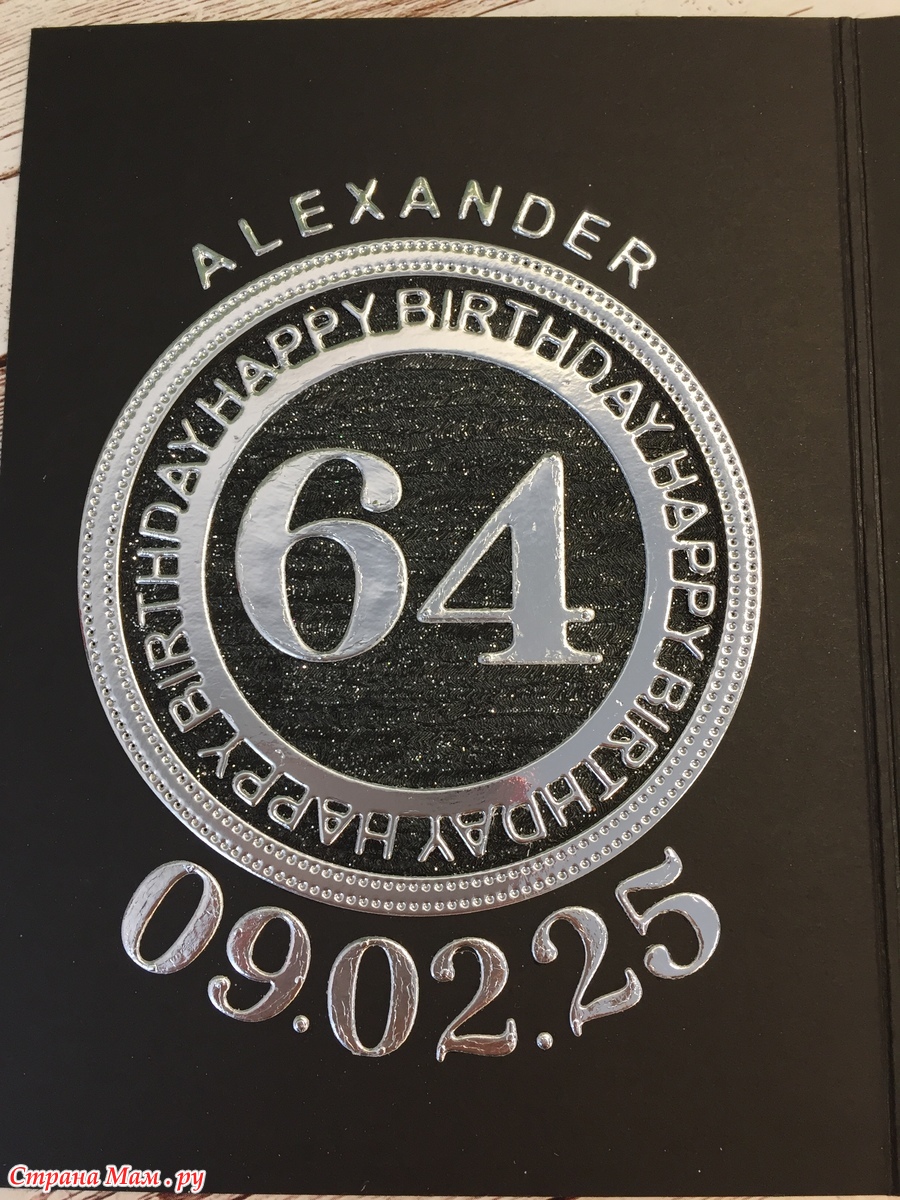 ALEXANDER
HAPPY BIRTHDAY HAPPY BIRTHDAY HAPPY BIRTHDAY
64
09.02.25
Страна Мам.ру